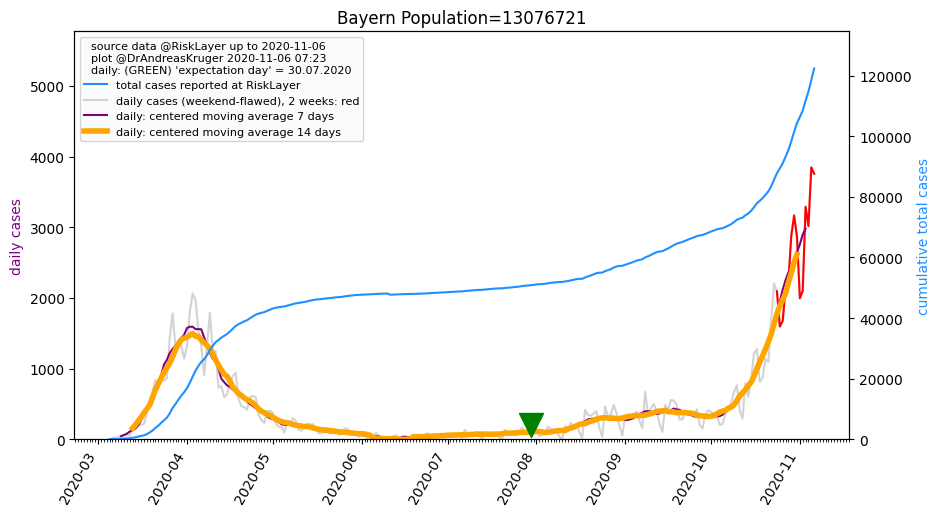 Bayern Population=13076721
source data @RiskLayer up to 2020-11-06
plot @DrAndreasKruger 2020-11-06 07:23
daily: (GREEN) 'expectation day' = 30.07.2020
total cases reported at RiskLayer
daily cases (weekend-flawed), 2 weeks: red
daily: centered moving average 7 days
daily: centered moving average 14 days
daily cases
5000
4000
3000
2000
1000
0
cumulative total cases
120000
100000
80000
60000
40000
20000
0
2020-03
2020-04
2020-05
2020-06
2020-07
2020-08
2020-09
2020-10
2020-11